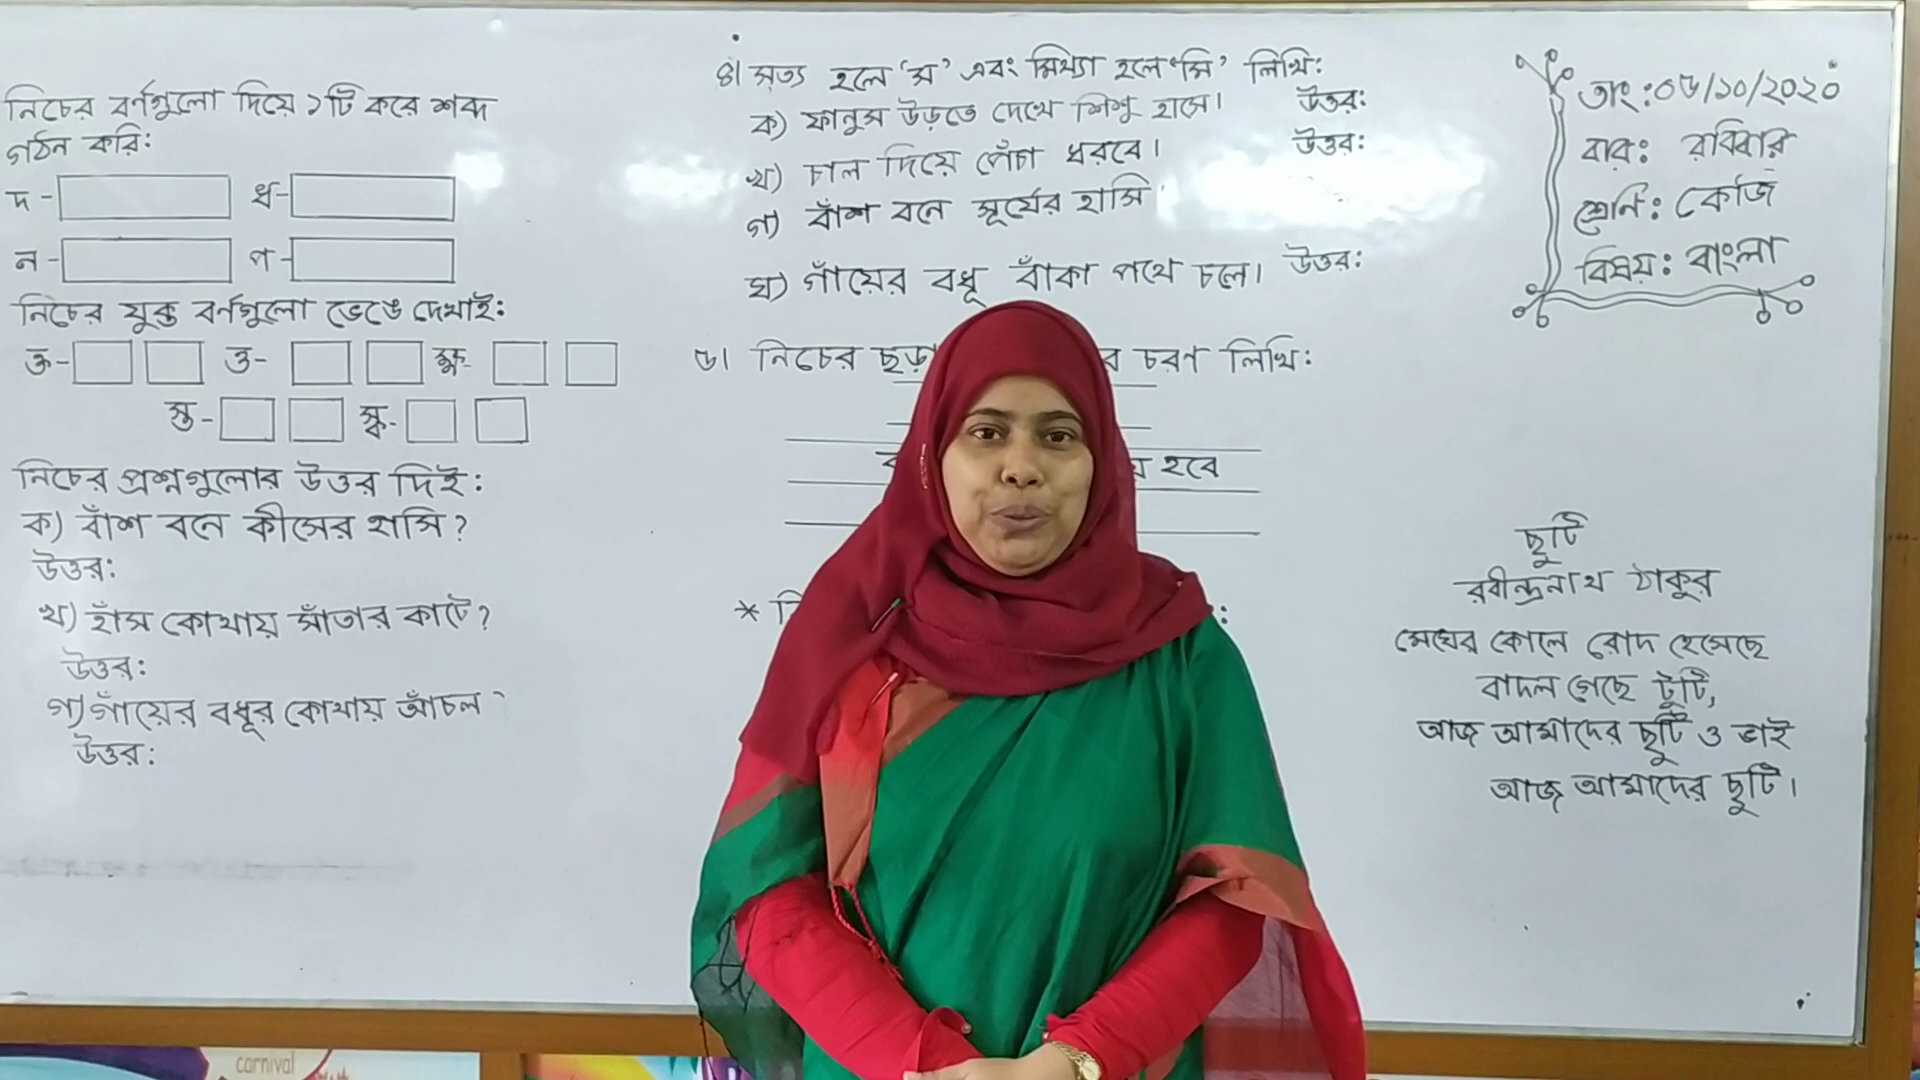 নিচের বর্ণগুলো দিয়ে ১টি করে শব্দ
গঠন করি:
দ - ধ-
ন - প -
নিচের যুক্ত বর্ণগুলো ভেঙে দেখাই:
ক্ত- ত্ত- ক্ষ-
স্তু - স্ক-
নিচের প্রশ্নগুলোর উত্তর দিই:
ক) বাঁশ বনে কীসের হাসি?
উত্তর:
খ) হাঁস কোথায় সাঁতার কাটে?
উত্তর:
গ) গাঁয়ের বধূর কোথায় আঁচল
উত্তর:
৪। সত্য হলে ‘স’ এবং মিথ্যা হলে ‘মি’ লিখি:
ক) ফানুস উড়তে দেখে শিশু হাসে। উত্তর:
খ) চাল দিয়ে পেঁচা ধরবে। উত্তর:
গ) বাঁশ বনে সূর্যের হাসি
ঘ) গাঁয়ের বধূ বাঁকা পথে চলে। উত্তর:
৫। নিচের ছড়া চরণ লিখি:
হবে
*
তাং: ০৪/১০/২০২০
বার: রবিবার
শ্রেণি: কেজি
বিষয়: বাংলা
ছুটি
রবীন্দ্রনাথ ঠাকুর
মেঘের কোলে রোদ হেসেছে
বাদল গেছে টুটি,
আজ আমাদের ছুটি ও ভাই
আজ আমাদের ছুটি।
carnival